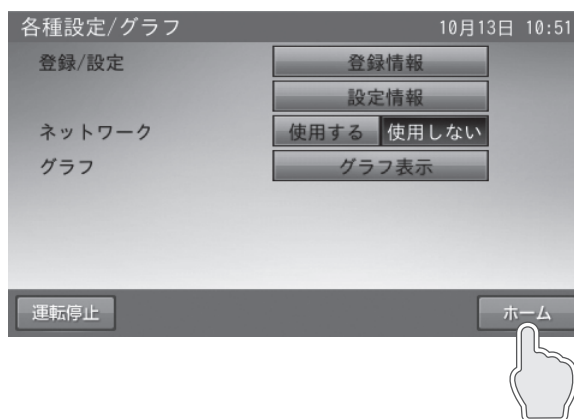 各種設定/グラフ 10月13日 10:51
登録/設定 登録情報
設定情報
ネットワーク 使用する 使用しない
グラフ グラフ表示
運転停止 ホーム